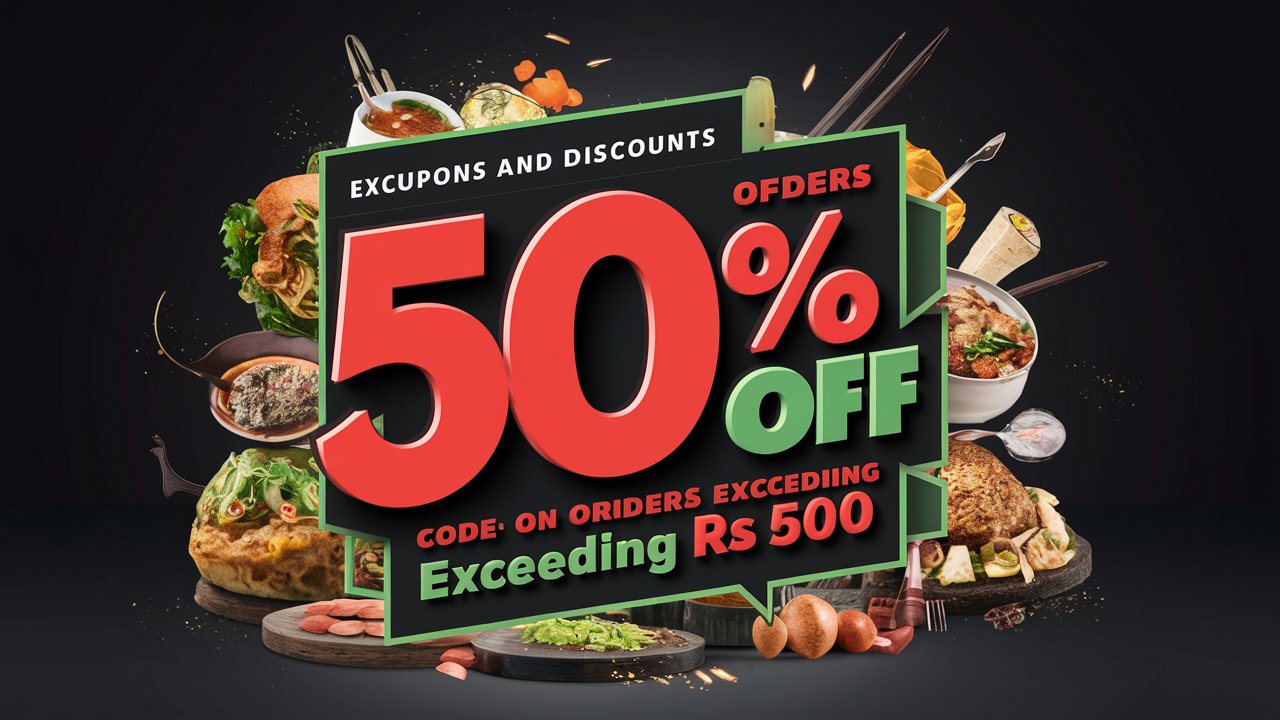 EXCUPONS AND DISCOUNTS
OFDERS
50%
OFF
CODE· ON ORIDERS EXCCEDIING
Exceeding Rs 500